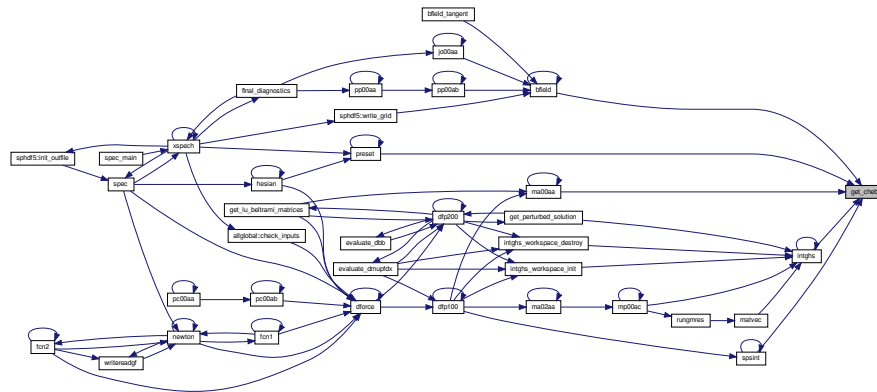 bfield_tangent
jo00aa
final_diagnostics
pp00aa
pp00ab
bfield
sphdf5::write_grid
xspech
spec_main
sphdf5::init_outfile
preset
spec
hesian
ma00aa
get_cheb
get_lu_beltrami_matrices
dfp200
get_perturbed_solution
allglobal::check_inputs
evaluate_dbb
intghs_workspace_destroy
intghs
evaluate_dmupfdx
intghs_workspace_init
pc00aa
pc00ab
dforce
dfp100
ma02aa
mp00ac
rungmres
matvec
newton
fcn1
fcn2
writereadgf
spsint